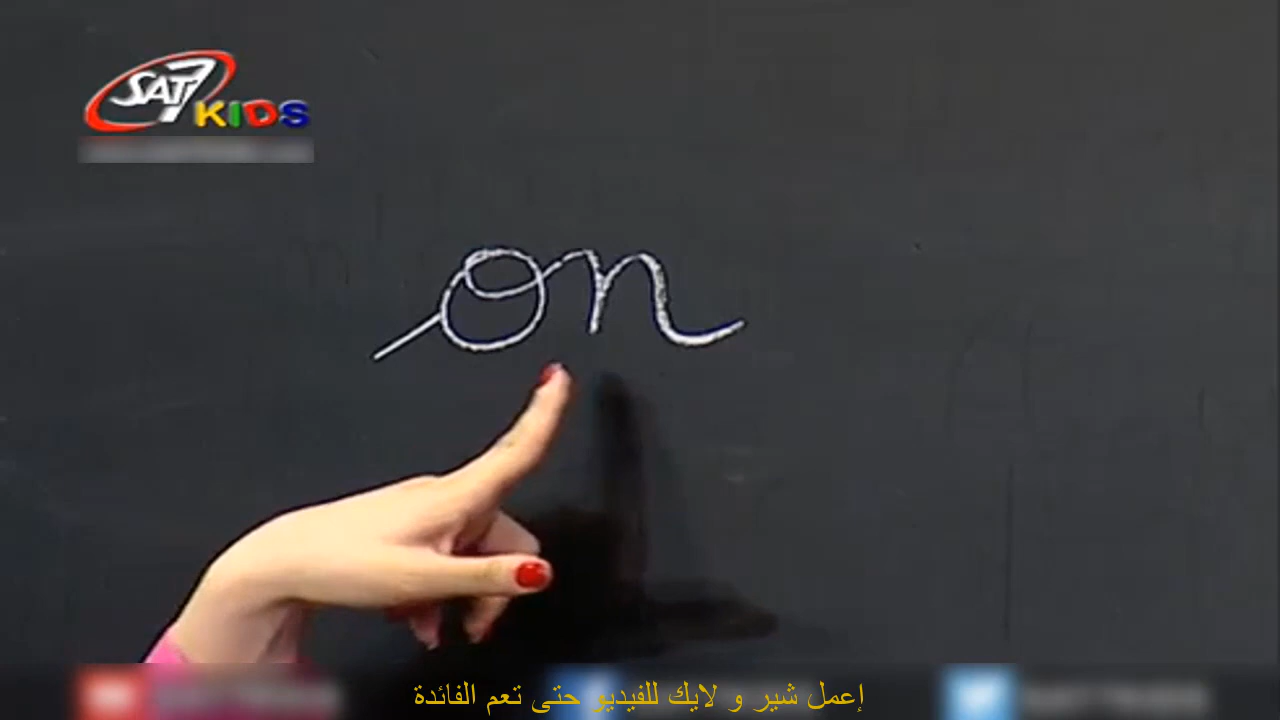 SAT7
KIDS
on
إعمل شير و لايك للفيديو حتى تعم الفائدة